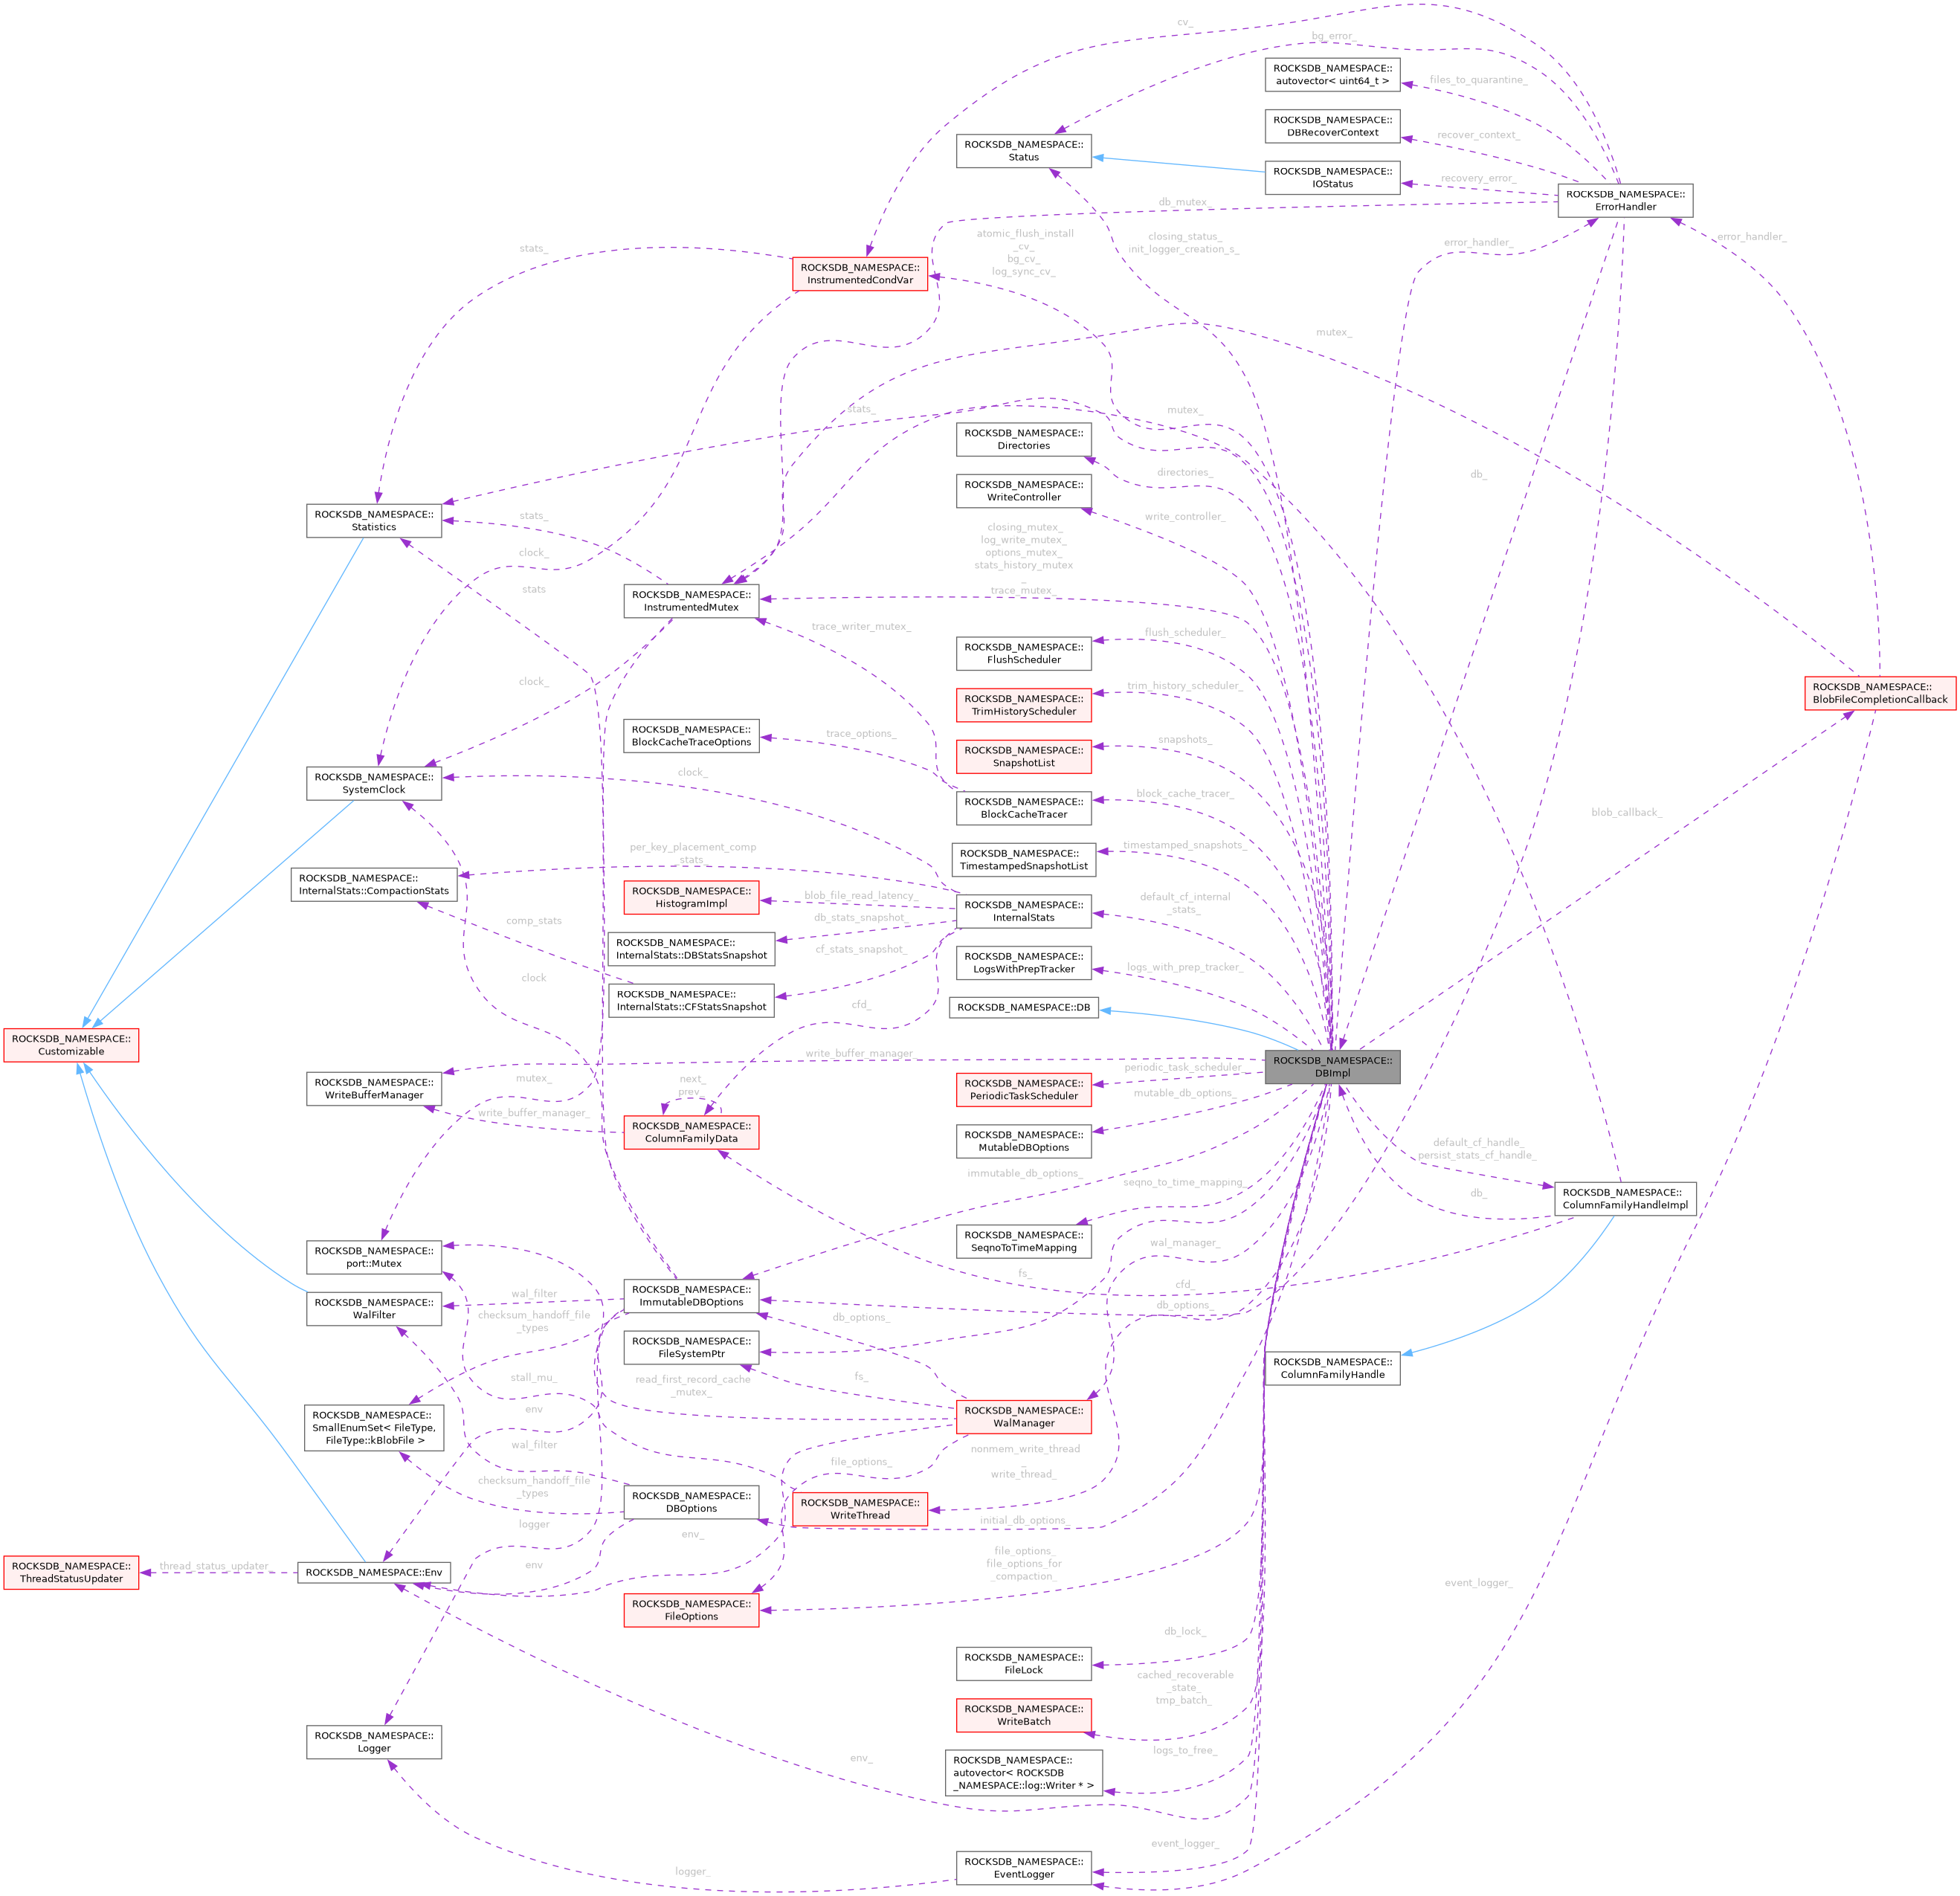 cv_
bg_error_
ROCKSDB_NAMESPACE::
autovector< uint64_t >
files_to_quarantine_
ROCKSDB_NAMESPACE::
DBRecoverContext
recover_context_
ROCKSDB_NAMESPACE::
Status
ROCKSDB_NAMESPACE::
IOStatus
recovery_error_
ROCKSDB_NAMESPACE::
ErrorHandler
db_mutex_
atomic_flush_install
_cv_
bg_cv_
log_sync_cv_
closing_status_
init_logger_creation_s_
error_handler_
error_handler_
stats_
ROCKSDB_NAMESPACE::
InstrumentedCondVar
mutex_
stats_
mutex_
ROCKSDB_NAMESPACE::
Directories
directories_
db_
ROCKSDB_NAMESPACE::
WriteController
write_controller_
ROCKSDB_NAMESPACE::
Statistics
stats_
clock_
closing_mutex_
log_write_mutex_
options_mutex_
stats_history_mutex
_
trace_mutex_
stats
ROCKSDB_NAMESPACE::
InstrumentedMutex
trace_writer_mutex_
ROCKSDB_NAMESPACE::
FlushScheduler
flush_scheduler_
clock_
ROCKSDB_NAMESPACE::
TrimHistoryScheduler
trim_history_scheduler_
ROCKSDB_NAMESPACE::
BlobFileCompletionCallback
ROCKSDB_NAMESPACE::
BlockCacheTraceOptions
trace_options_
ROCKSDB_NAMESPACE::
SnapshotList
snapshots_
ROCKSDB_NAMESPACE::
SystemClock
clock_
ROCKSDB_NAMESPACE::
BlockCacheTracer
block_cache_tracer_
blob_callback_
per_key_placement_comp
_stats_
ROCKSDB_NAMESPACE::
TimestampedSnapshotList
timestamped_snapshots_
ROCKSDB_NAMESPACE::
InternalStats::CompactionStats
ROCKSDB_NAMESPACE::
HistogramImpl
blob_file_read_latency_
ROCKSDB_NAMESPACE::
InternalStats
default_cf_internal
_stats_
comp_stats
ROCKSDB_NAMESPACE::
InternalStats::DBStatsSnapshot
db_stats_snapshot_
cf_stats_snapshot_
ROCKSDB_NAMESPACE::
LogsWithPrepTracker
logs_with_prep_tracker_
clock
ROCKSDB_NAMESPACE::
InternalStats::CFStatsSnapshot
cfd_
ROCKSDB_NAMESPACE::DB
ROCKSDB_NAMESPACE::
Customizable
write_buffer_manager_
ROCKSDB_NAMESPACE::
DBImpl
ROCKSDB_NAMESPACE::
WriteBufferManager
mutex_
next_
prev_
ROCKSDB_NAMESPACE::
PeriodicTaskScheduler
periodic_task_scheduler_
mutable_db_options_
write_buffer_manager_
ROCKSDB_NAMESPACE::
ColumnFamilyData
ROCKSDB_NAMESPACE::
MutableDBOptions
default_cf_handle_
persist_stats_cf_handle_
immutable_db_options_
seqno_to_time_mapping_
db_
ROCKSDB_NAMESPACE::
ColumnFamilyHandleImpl
ROCKSDB_NAMESPACE::
port::Mutex
ROCKSDB_NAMESPACE::
SeqnoToTimeMapping
wal_manager_
fs_
cfd_
ROCKSDB_NAMESPACE::
WalFilter
wal_filter
ROCKSDB_NAMESPACE::
ImmutableDBOptions
db_options_
db_options_
checksum_handoff_file
_types
ROCKSDB_NAMESPACE::
FileSystemPtr
fs_
read_first_record_cache
_mutex_
stall_mu_
ROCKSDB_NAMESPACE::
ColumnFamilyHandle
ROCKSDB_NAMESPACE::
SmallEnumSet< FileType,
FileType::kBlobFile >
env
wal_filter
ROCKSDB_NAMESPACE::
WalManager
file_options_
nonmem_write_thread
_
write_thread_
checksum_handoff_file
_types
ROCKSDB_NAMESPACE::
DBOptions
ROCKSDB_NAMESPACE::
WriteThread
logger
env_
initial_db_options_
ROCKSDB_NAMESPACE::
ThreadStatusUpdater
thread_status_updater_
ROCKSDB_NAMESPACE::Env
env
file_options_
file_options_for
_compaction_
event_logger_
ROCKSDB_NAMESPACE::
FileOptions
db_lock_
ROCKSDB_NAMESPACE::
FileLock
cached_recoverable
_state_
tmp_batch_
ROCKSDB_NAMESPACE::
WriteBatch
ROCKSDB_NAMESPACE::
Logger
env_
ROCKSDB_NAMESPACE::
autovector< ROCKSDB
_NAMESPACE::log::Writer * >
logs_to_free_
event_logger_
logger_
ROCKSDB_NAMESPACE::
EventLogger